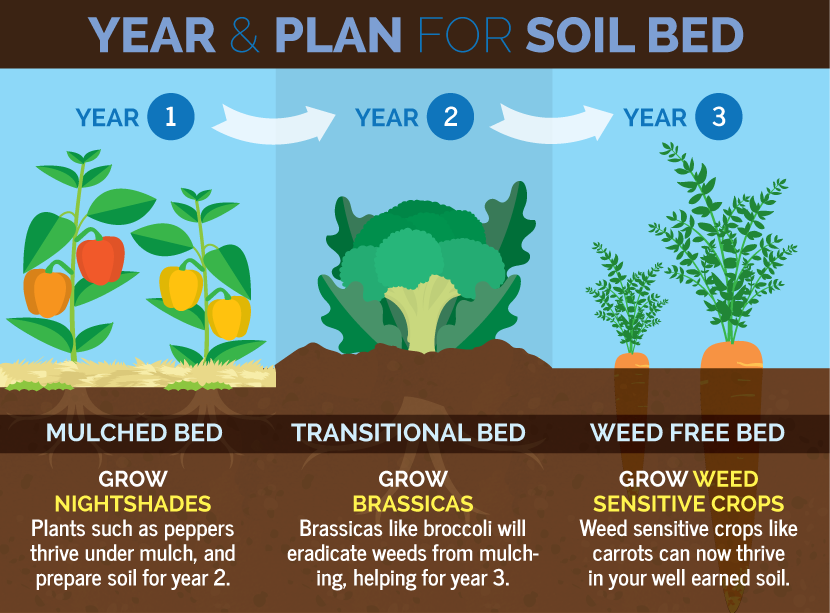 YEAR & PLAN FOR SOIL BED
YEAR 1
YEAR 2
YEAR 3
MULCHED BED
TRANSITIONAL BED
WEED FREE BED
GROW
NIGHTSHADES
Plants such as peppers
thrive under mulch, and
prepare soil for year 2.
GROW
BRASSICAS
Brassicas like broccoli will
eradicate weeds from mulch-
ing, helping for year 3.
GROW WEED
SENSITIVE CROPS
Weed sensitive crops like
carrots can now thrive
in your well earned soil.